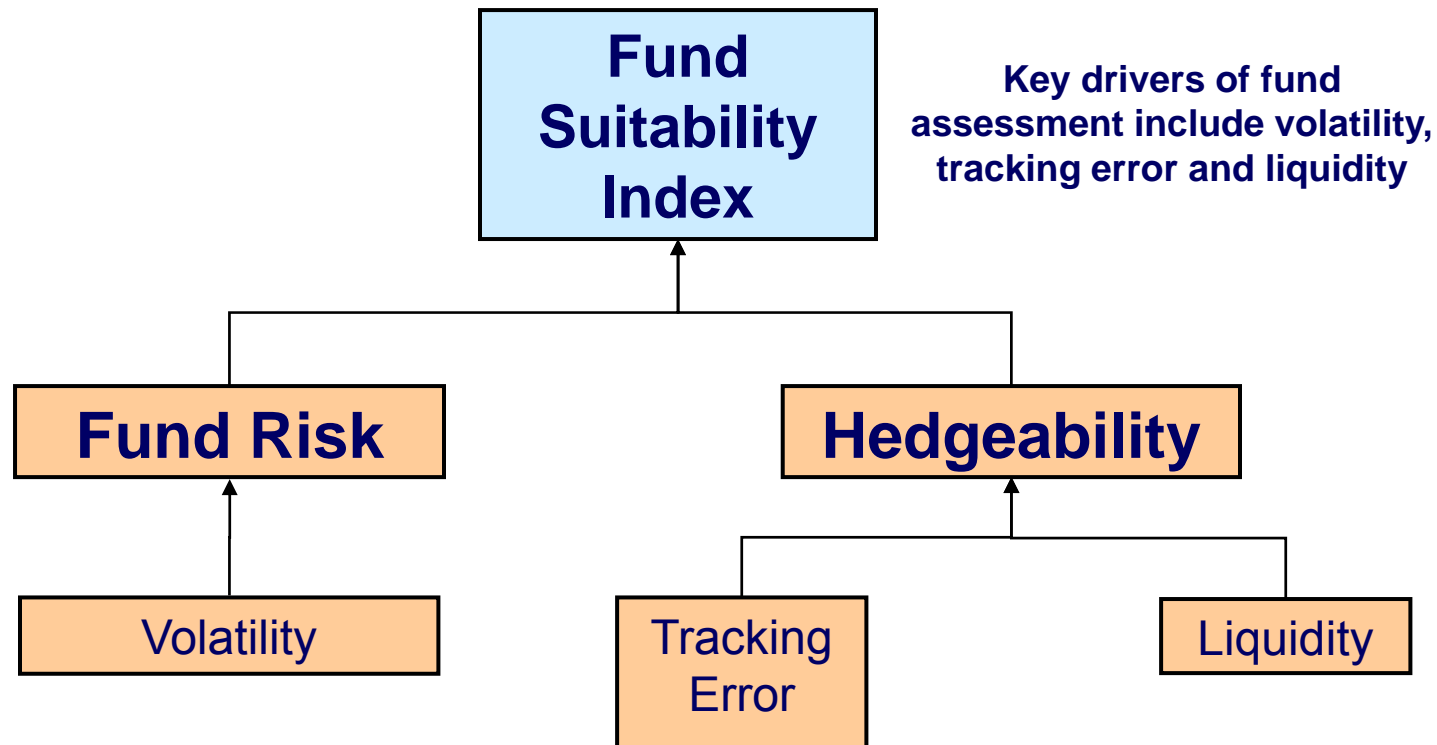 Fund
Suitability
Index
Key drivers of fund
assessment include volatility,
tracking error and liquidity
Fund Risk
Hedgeability
Volatility
Tracking
Error
Liquidity